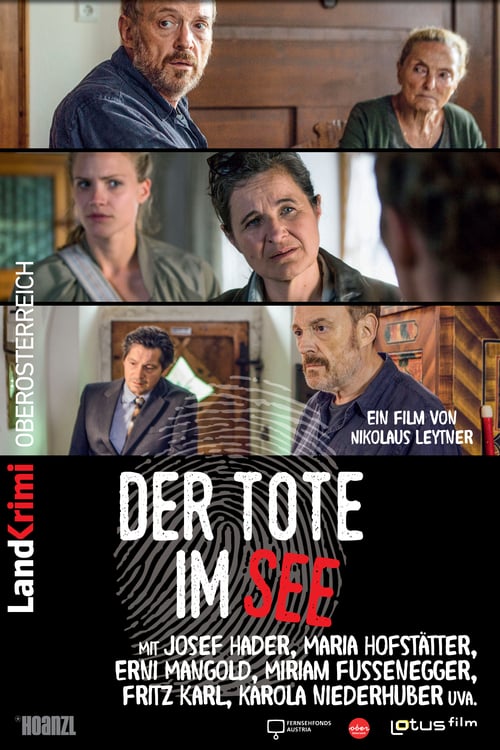 EIN FILM VON
NIKOLAUS LEYTNER
LandKrimi OBERÖSTERREICH
DER TOTE
IM SEE
MIT JOSEF HADER, MARIA HOFSTÄTTER,
ERNI MANGOLD, MIRIAM FUSSENEGGER,
FRITZ KARL, KAROLA NIEDERHUBER UVA.
HOANZL
FERNSEHFONDS
AUSTRIA
Lotus film